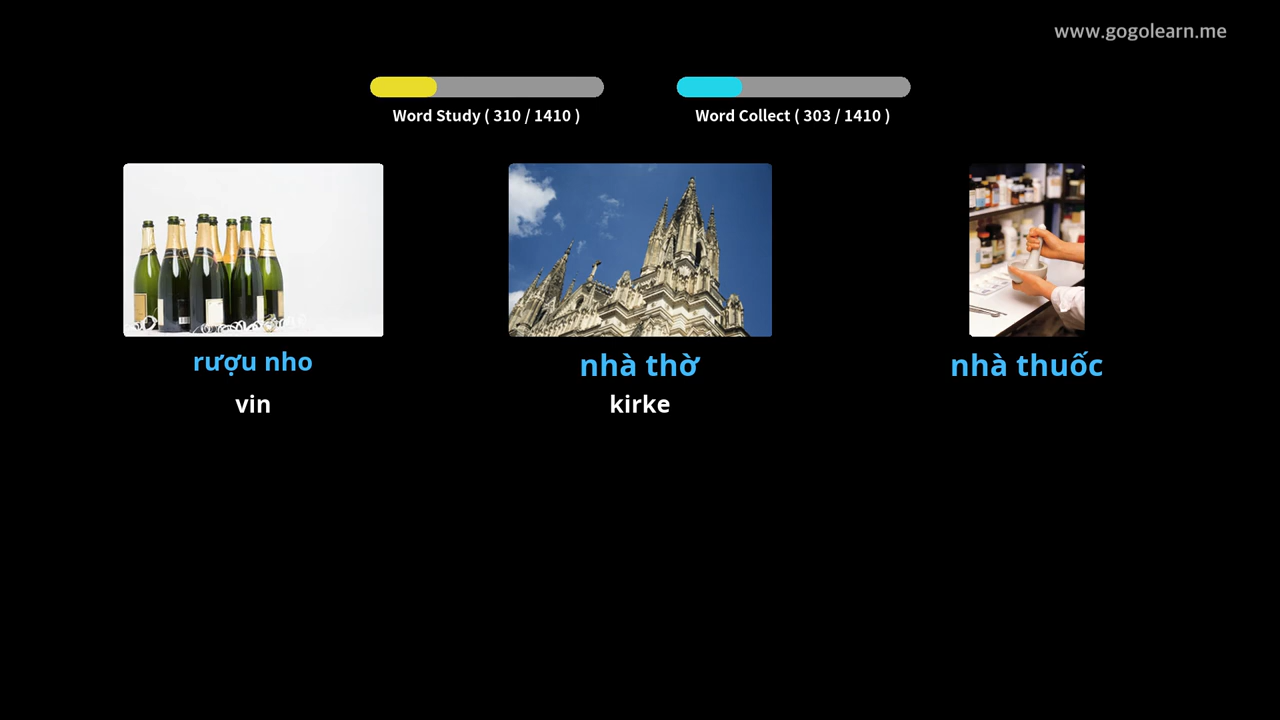 www.gogolearn.me
Word Study ( 310 / 1410 )
Word Collect ( 303 / 1410 )
rượu nho
nhà thờ
nhà thuốc
vin
kirke